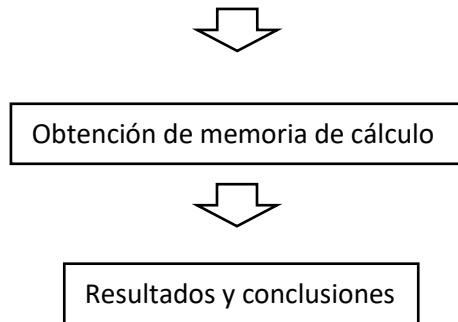 Obtención de memoria de cálculo
Resultados y conclusiones